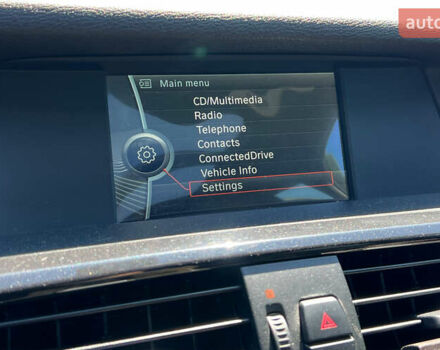 auto
Main menu
CD/Multimedia
Radio
Telephone
Contacts
ConnectedDrive
Vehicle Info
Settings